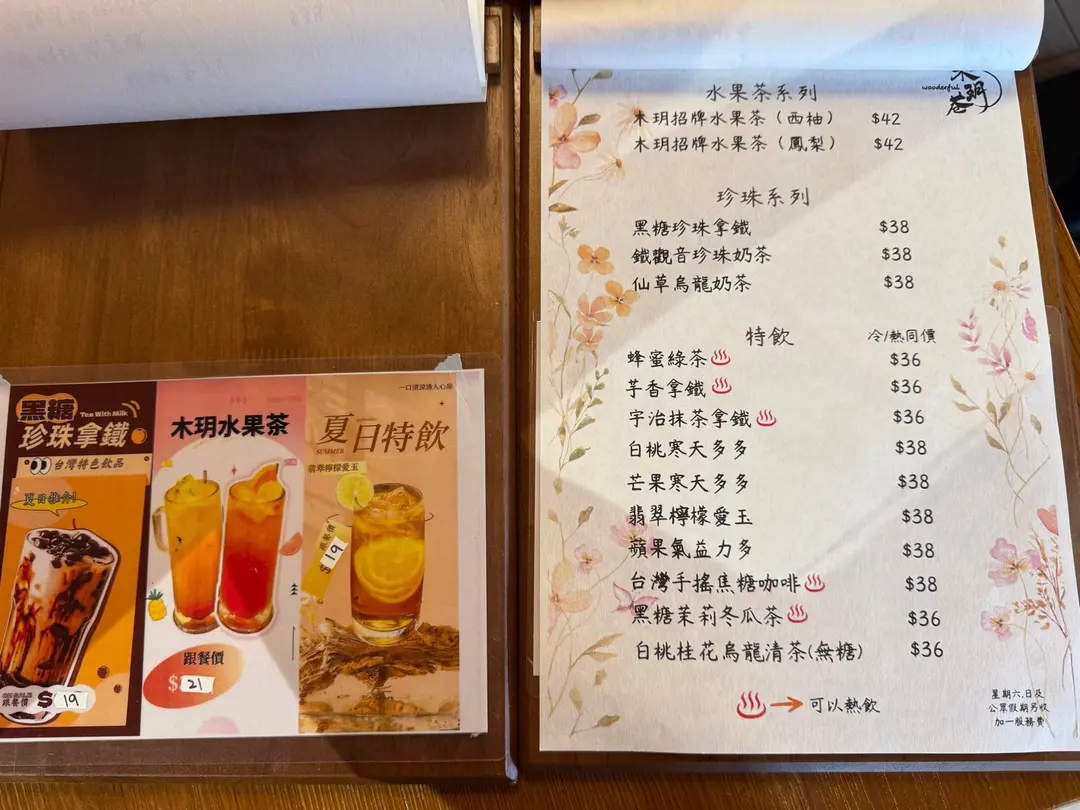 黑糖
Tea With Milk
珍珠拿鐵
台灣特色飲品
夏日推介!
跟餐價
$ 19
木玥水果茶
跟餐價
$ 21
一口清涼透人心扉
夏日特飲
SUMMER
翡翠檸檬愛玉
跟餐價
$ 19
木玥
wooderful
水果茶系列
木玥招牌水果茶(西柚) $42
木玥招牌水果茶(鳳梨) $42
珍珠系列
黑糖珍珠拿鐵 $38
鐵觀音珍珠奶茶 $38
仙草烏龍奶茶 $38
特飲 冷/熱同價
蜂蜜綠茶 $36
芋香拿鐵 $36
宇治抹茶拿鐵 $36
白桃寒天多多 $38
芒果寒天多多 $38
翡翠檸檬愛玉 $38
蘋果氣益力多 $38
台灣手搖焦糖咖啡 $38
黑糖茉莉冬瓜茶 $36
白桃桂花烏龍清茶(無糖) $36
可以熱飲
星期六,日及
公眾假期另收
加一服務費